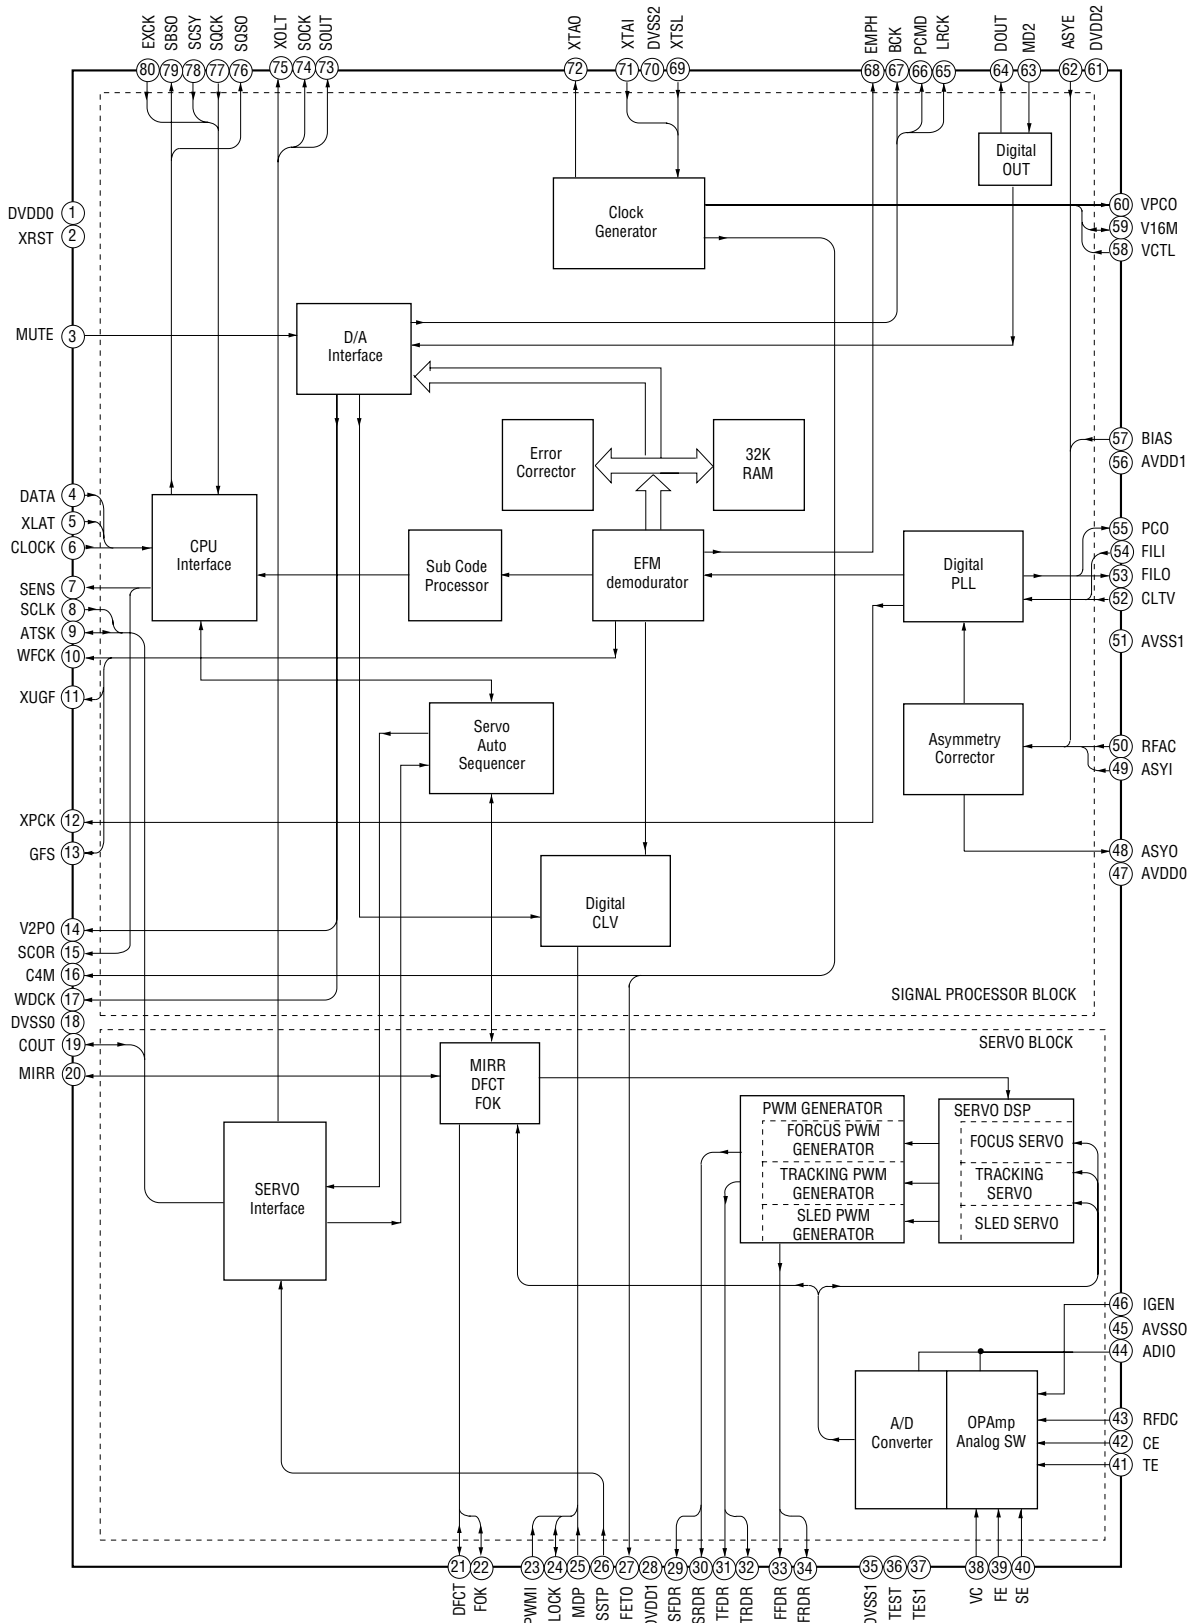 EXCK
SBSO
SCSY
SQCK
SQSO
XOLT
SOCK
SOUT
XTAO
XTAI
DVSS2
XTSL
EMPH
BCK
PCMD
LRCK
DOUT
MD2
ASYE
DVDD2
80 79 78 77 76 75 74 73 72 71 70 69 68 67 66 65 64 63 62 61
Digital
OUT
Clock
Generator
DVDD0 1
XRST 2
60 VPCO
59 V16M
58 VCTL
MUTE 3
D/A
Interface
Error
Corrector
32K
RAM
57 BIAS
56 AVDD1
DATA 4
XLAT 5
CLOCK 6
SENS 7
SCLK 8
ATSK 9
WFCK 10
XUGF 11
CPU
Interface
Sub Code
Processor
EFM
demodurator
Digital
PLL
55 PCO
54 FILI
53 FILO
52 CLTV
51 AVSS1
Servo
Auto
Sequencer
Asymmetry
Corrector
50 RFAC
49 ASYI
XPCK 12
GFS 13
48 ASYO
47 AVDD0
Digital
CLV
V2PO 14
SCOR 15
C4M 16
WDCK 17
DVSS0 18
COUT 19
MIRR 20
SIGNAL PROCESSOR BLOCK
SERVO BLOCK
MIRR
DFCT
FOK
PWM GENERATOR
FORCUS PWM
GENERATOR
TRACKING PWM
GENERATOR
SLED PWM
GENERATOR
SERVO DSP
FOCUS SERVO
TRACKING
SERVO
SLED SERVO
SERVO
Interface
46 IGEN
45 AVSSO
44 ADIO
A/D
Converter
OPAmp
Analog SW
43 RFDC
42 CE
41 TE
21 22 23 24 25 26 27 28 29 30 31 32 33 34 35 36 37 38 39 40
DFCT
FOK
PWMI
LOCK
MDP
SSTP
FETO
DVDD1
SFDR
SRDR
TFDR
TRDR
FFDR
FRDR
DVSS1
TEST
TES1
VC
FE
SE